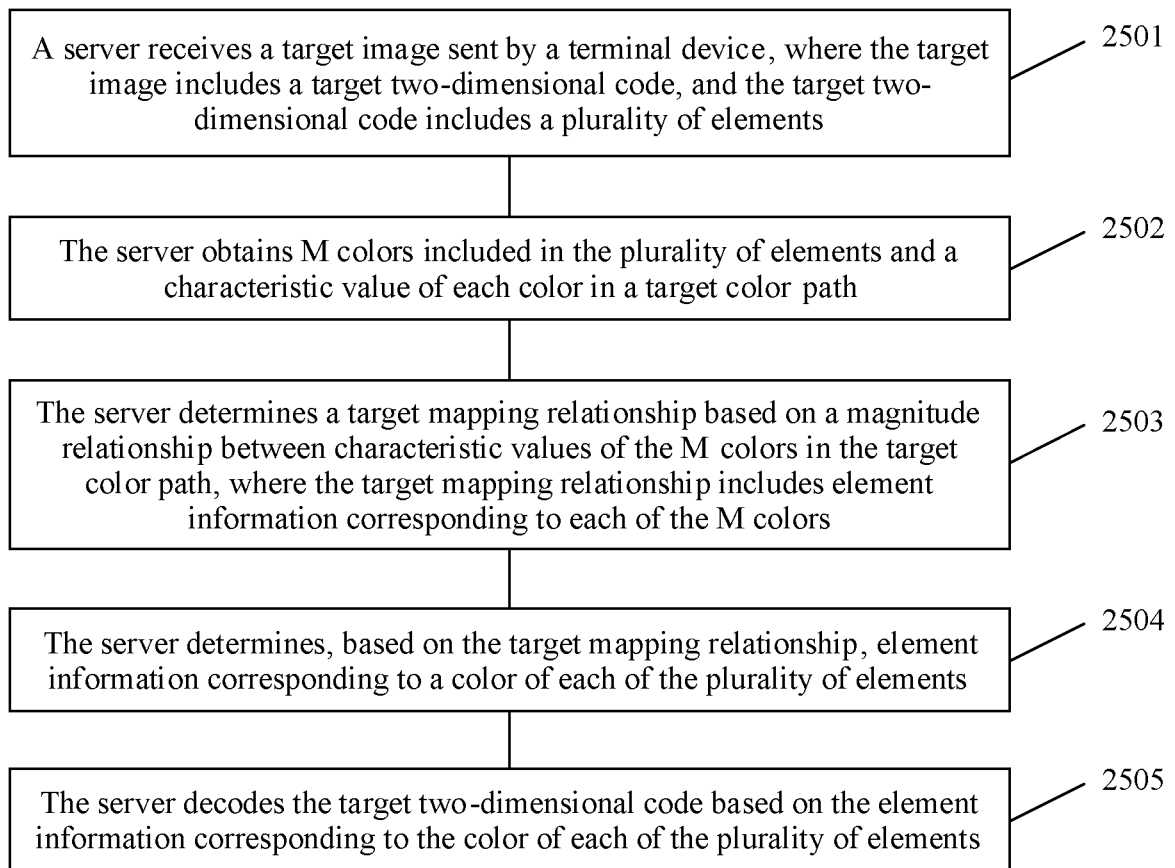 A server receives a target image sent by a terminal device, where the target
image includes a target two-dimensional code, and the target two-
dimensional code includes a plurality of elements
2501
The server obtains M colors included in the plurality of elements and a
characteristic value of each color in a target color path
2502
The server determines a target mapping relationship based on a magnitude
relationship between characteristic values of the M colors in the target
color path, where the target mapping relationship includes element
information corresponding to each of the M colors
2503
The server determines, based on the target mapping relationship, element
information corresponding to a color of each of the plurality of elements
2504
The server decodes the target two-dimensional code based on the element
information corresponding to the color of each of the plurality of elements
2505